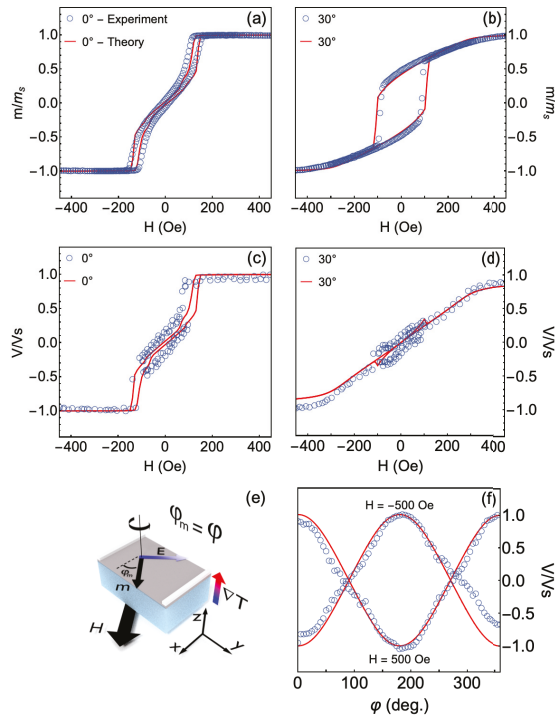 (a)
0° – Experiment
0° – Theory
m/m_s
1.0
0.5
0.0
−0.5
−1.0
−400 −200 0 200 400
H (Oe)
(b)
30°
30°
1.0
0.5
0.0
−0.5
−1.0
m/m_s
−400 −200 0 200 400
H (Oe)
(c)
0°
0°
V/Vs
1.0
0.5
0.0
−0.5
−1.0
−400 −200 0 200 400
H (Oe)
(d)
30°
30°
1.0
0.5
0.0
−0.5
−1.0
V/Vs
−400 −200 0 200 400
H (Oe)
(e)
φm = φ
E
φm
m
H
ΔT
z
x
y
(f)
H = −500 Oe
H = 500 Oe
1.0
0.5
0.0
−0.5
−1.0
V/Vs
0 100 200 300
φ (deg.)